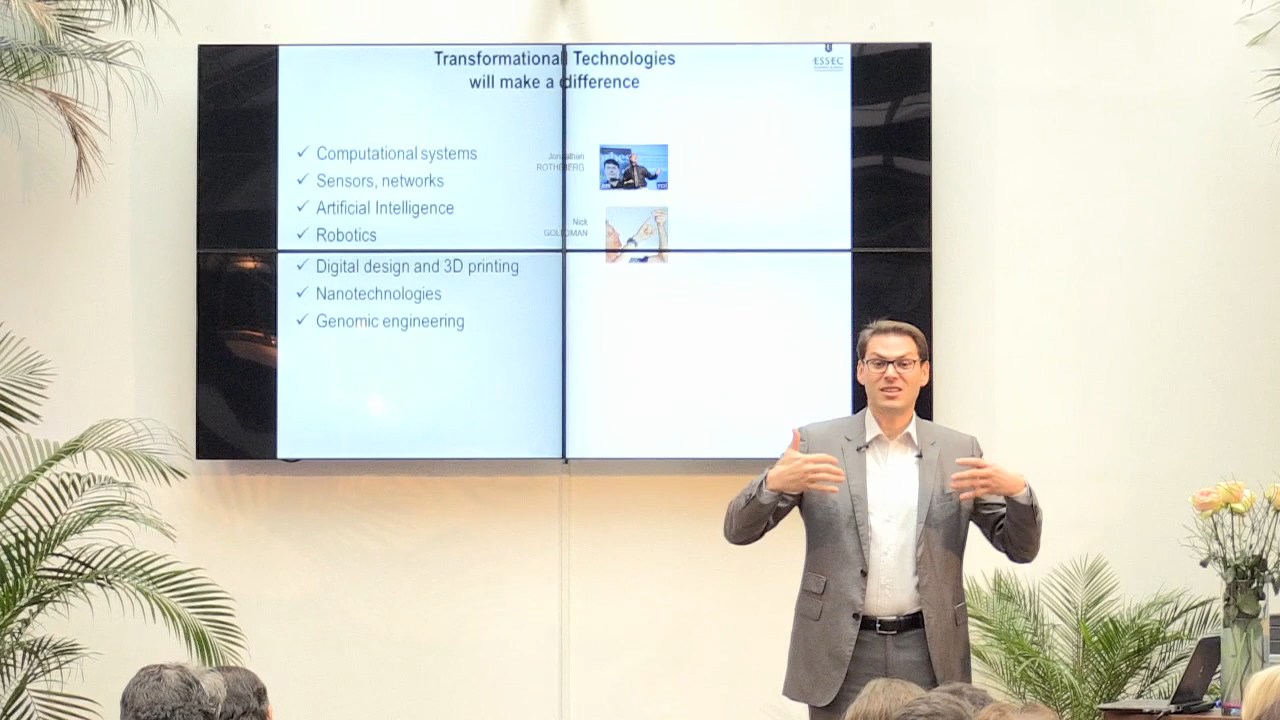 Transformational Technologies
will make a difference
ESSEC
✓ Computational systems
✓ Sensors, networks
✓ Artificial Intelligence
✓ Robotics
✓ Digital design and 3D printing
✓ Nanotechnologies
✓ Genomic engineering
Jonathan
ROTHBERG
Nick
GOLDMAN